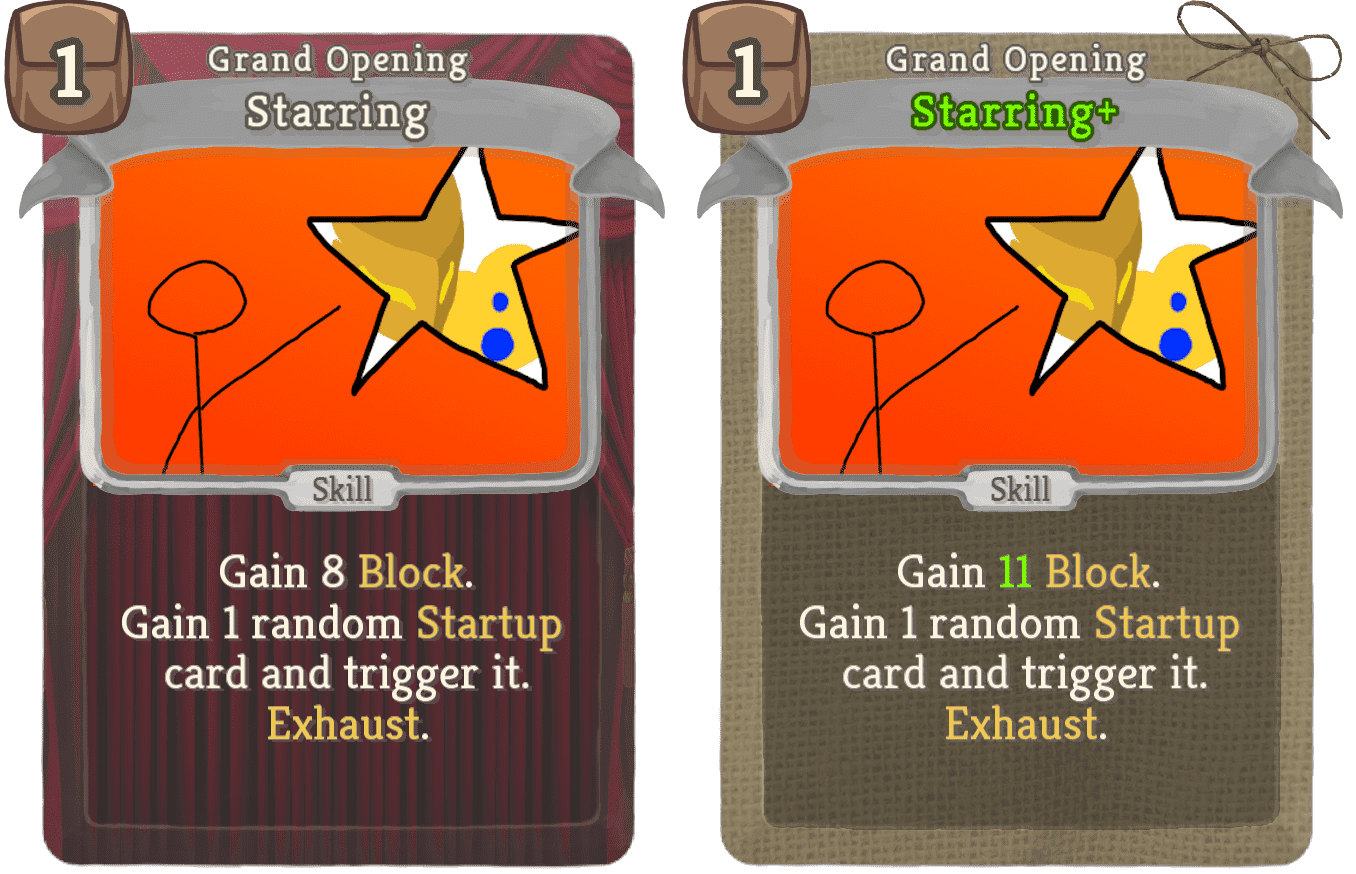 1
Grand Opening
Starring
Skill
Gain 8 Block.
Gain 1 random Startup
card and trigger it.
Exhaust.
1
Grand Opening
Starring+
Skill
Gain 11 Block.
Gain 1 random Startup
card and trigger it.
Exhaust.